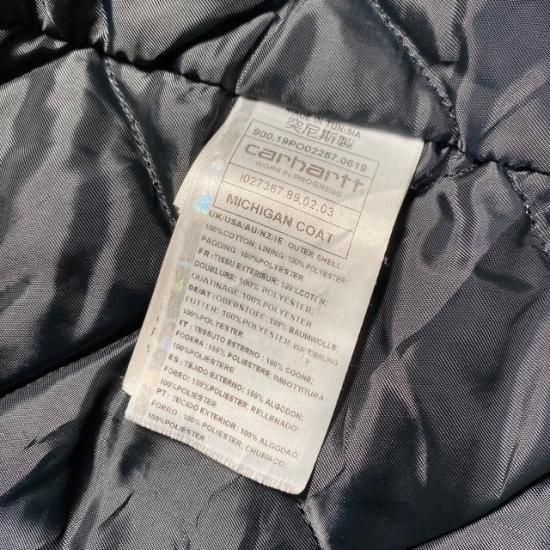 MADE IN TUNISIA
突尼斯製
900.19PO02267.0619
carhartt
WORK IN PROGRESS
I027367.89.02.03
MICHIGAN COAT
UK/USA/AU/NZ/IE: OUTER SHELL:
100%COTTON; LINING: 100% POLYESTER;
PADDING: 100%POLYESTER
FR: TISSU EXTERIEUR: 100%COTON;
DOUBLURE: 100% POLYESTER;
OUATINAGE: 100% POLYESTER
DE/AT: OBERSTOFF: 100% BAUMWOLLE;
FUTTER: 100% POLYESTER; WATTIERUNG
100%POLYESTER
IT: TESSUTO ESTERNO: 100% COONE;
FODERA: 100% POLIESTERE, IMBOTTITURA
100%POLIESTERE
ES: TEJIDO EXTERNO: 100% ALGODON;
FORRO: 100%POLIESTER, RELLENADO:
100% POLIESTER
PT: TECIDO EXTERIOR: 100% ALGODAO
FORRO: 100% POLIESTER, CHUMACO